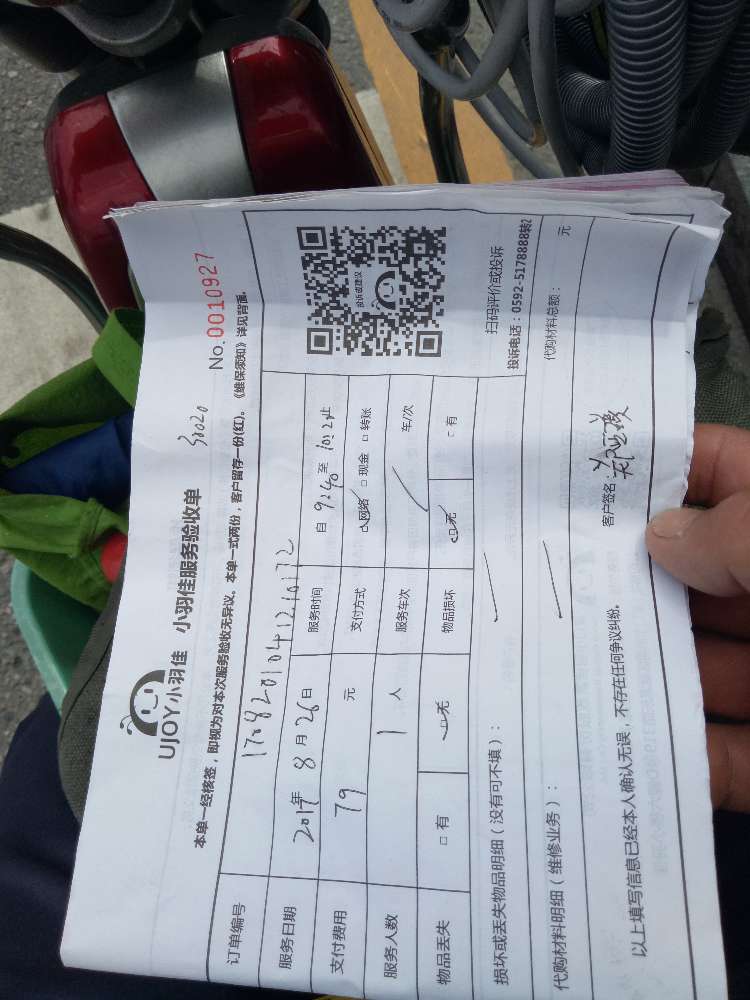 UJOY小羽佳 小羽佳服务验收单 No.0010927
本单一经核签，即视为对本次服务验收无异议。本单一式两份，客户留存一份(红)。《维保须知》详见背面。
订单编号
服务日期 2017年 8月26日 服务时间 自 9:40 至 10:21止
支付费用 79 元 支付方式 网络 □ 现金 □ 转账
服务人数 1 人 服务车次 车/次
物品丢失 □ 有 □ 无 物品损坏 □ 无 □ 有
投诉或建议
扫码评价或投诉
投诉电话：0592-5178888转2
损坏或丢失物品明细（没有可不填）：
代购材料明细（维修业务）： 代购材料总额： 元
以上填写信息已经本人确认无误，不存在任何争议纠纷。 客户签名：